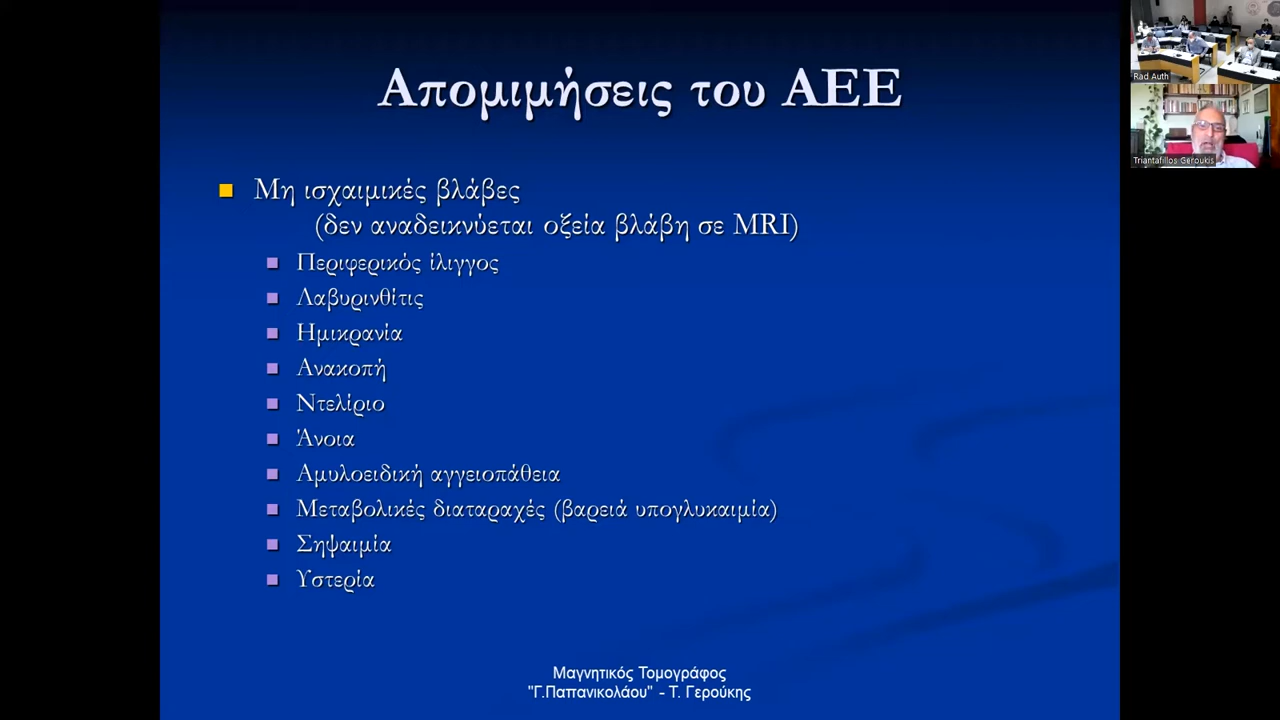 Απομιμήσεις του ΑΕΕ
Μη ισχαιμικές βλάβες
(δεν αναδεικνύεται οξεία βλάβη σε MRI)
Περιφερικός ίλιγγος
Λαβυρινθίτις
Ημικρανία
Ανακοπή
Ντελίριο
Άνοια
Αμυλοειδική αγγειοπάθεια
Μεταβολικές διαταραχές (βαρειά υπογλυκαιμία)
Σηψαιμία
Υστερία
Μαγνητικός Τομογράφος
"Γ.Παπανικολάου" - Τ. Γερούκης
Rad Auth
Triantafillos Geroukis